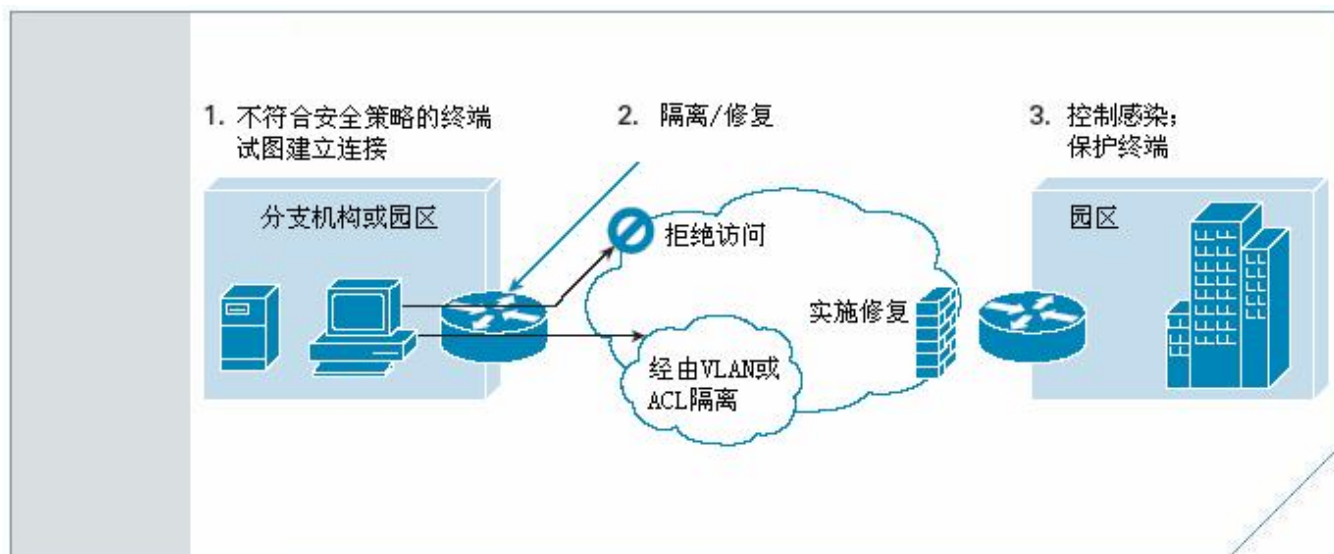 1. 不符合安全策略的终端
试图建立连接
2. 隔离/修复
3. 控制感染;
保护终端
分支机构或园区
拒绝访问
园区
实施修复
经由VLAN或
ACL隔离